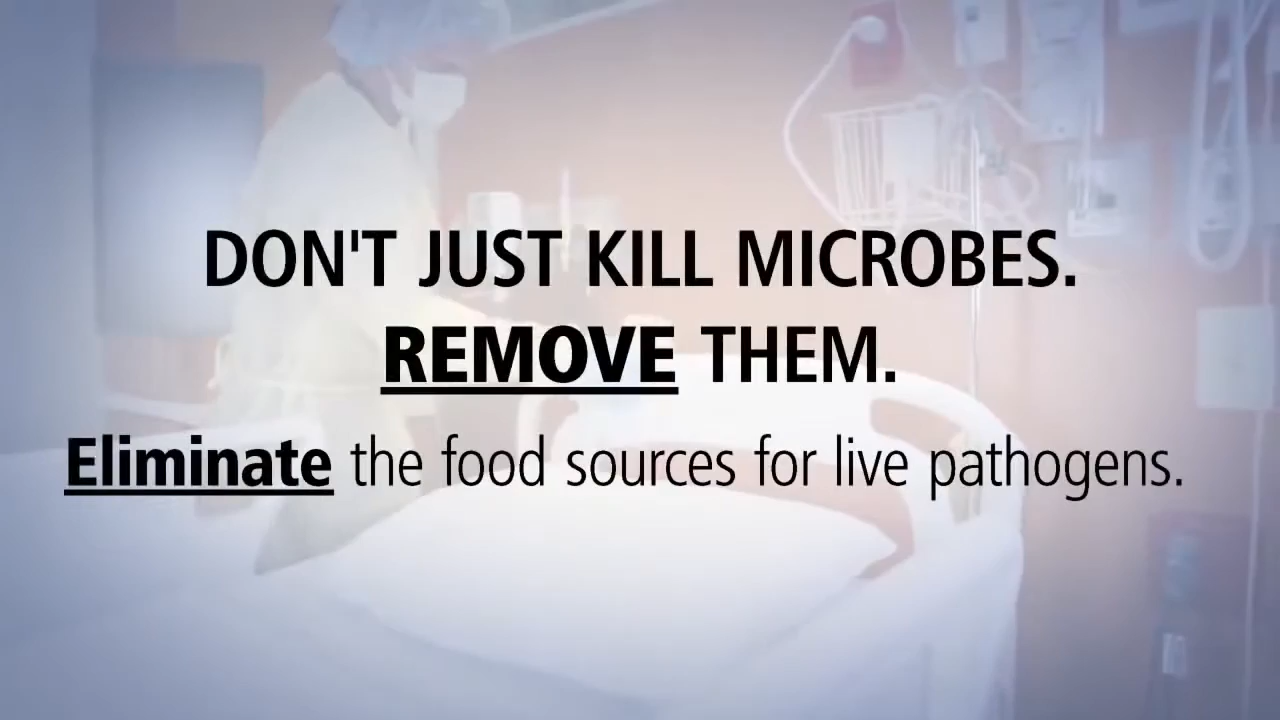 DON'T JUST KILL MICROBES.
REMOVE THEM.
Eliminate the food sources for live pathogens.